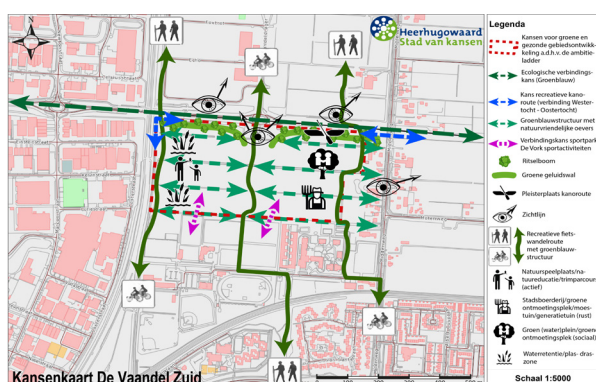 Heerhugowaard
Stad van kansen
Kansenkaart De Vaandel Zuid
Legenda
Kansen voor groene en
gezonde gebiedsontwik-
keling a.d.h.v. de ambitie-
ladder
Ecologische verbindings-
kans (Groenblauw)
Kans recreatieve kano-
route (verbinding Wester-
tocht - Oostertocht)
Groenblauwstructuur met
natuurvriendelijke oevers
Verbindingskans sportpark
De Vork sportactiviteiten
Ritselboom
Groene geluidswal
Pleisterplaats kanoroute
Zichtlijn
Recreatieve fiets-
wandelroute
met groenblauw-
structuur
Natuurspeelplaats/na-
tuureducatie/trimparcours
(actief)
Stadsboerderij/groene
ontmoetingsplek/moes-
tuin/generatietuin (rust)
Groen (water)plein/groene
ontmoetingsplek (sociaal)
Waterretentie/plas- dras-
zone
Schaal 1:5000